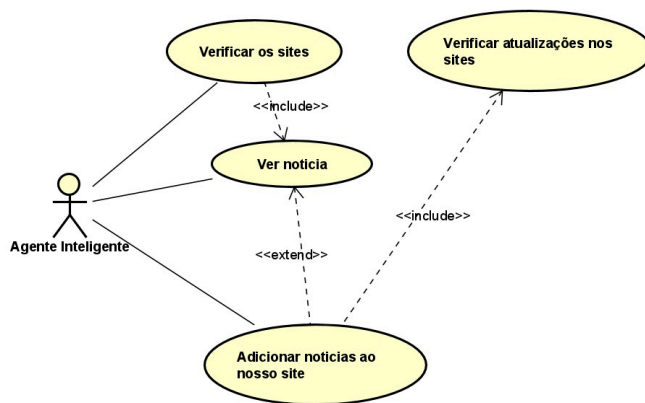 Verificar os sites
Verificar atualizações nos
sites
<<include>>
Ver noticia
<<include>>
Agente Inteligente
<<extend>>
Adicionar noticias ao
nosso site